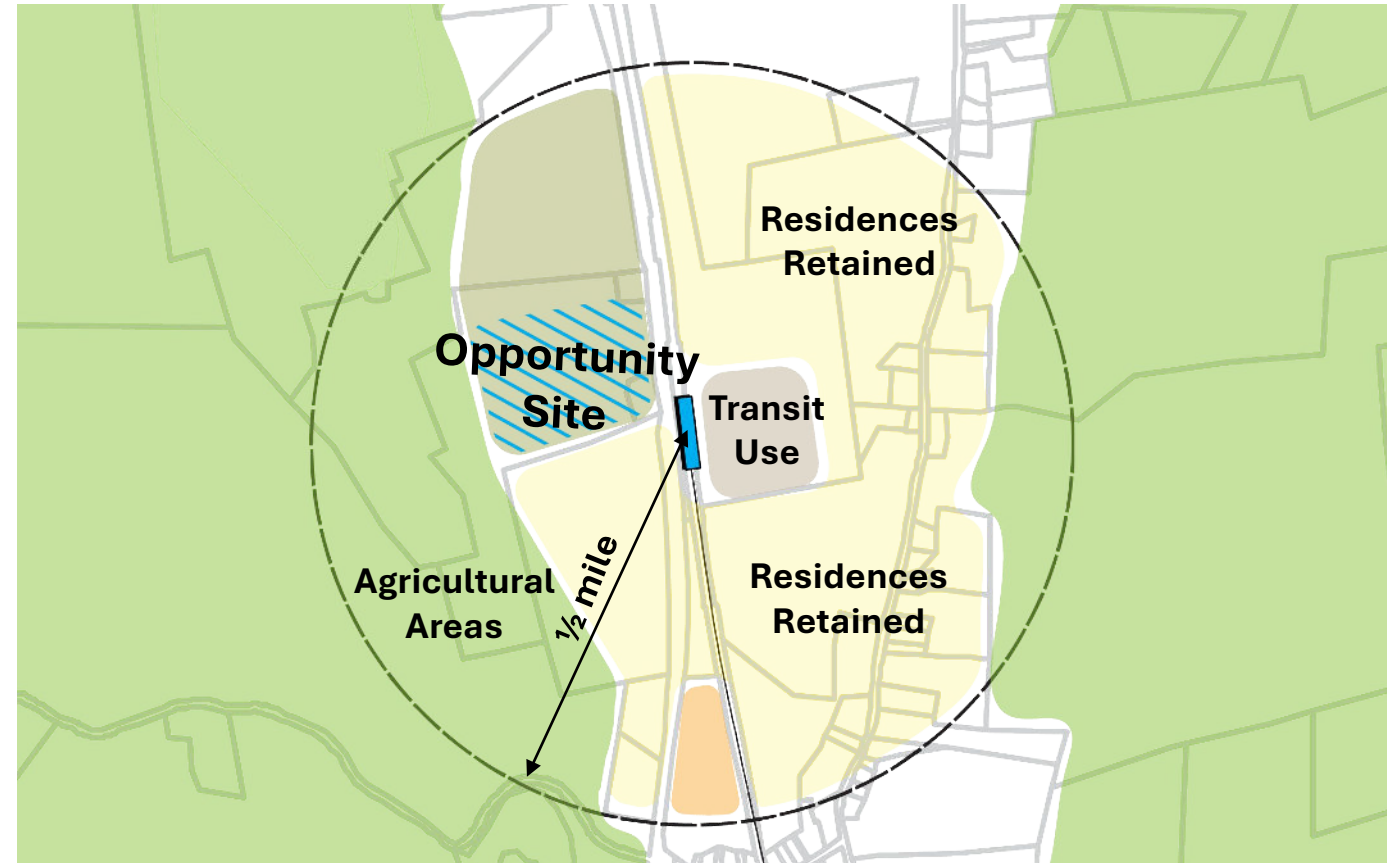 Residences
Retained
Opportunity
Site
Transit
Use
Agricultural
Areas
½ mile
Residences
Retained